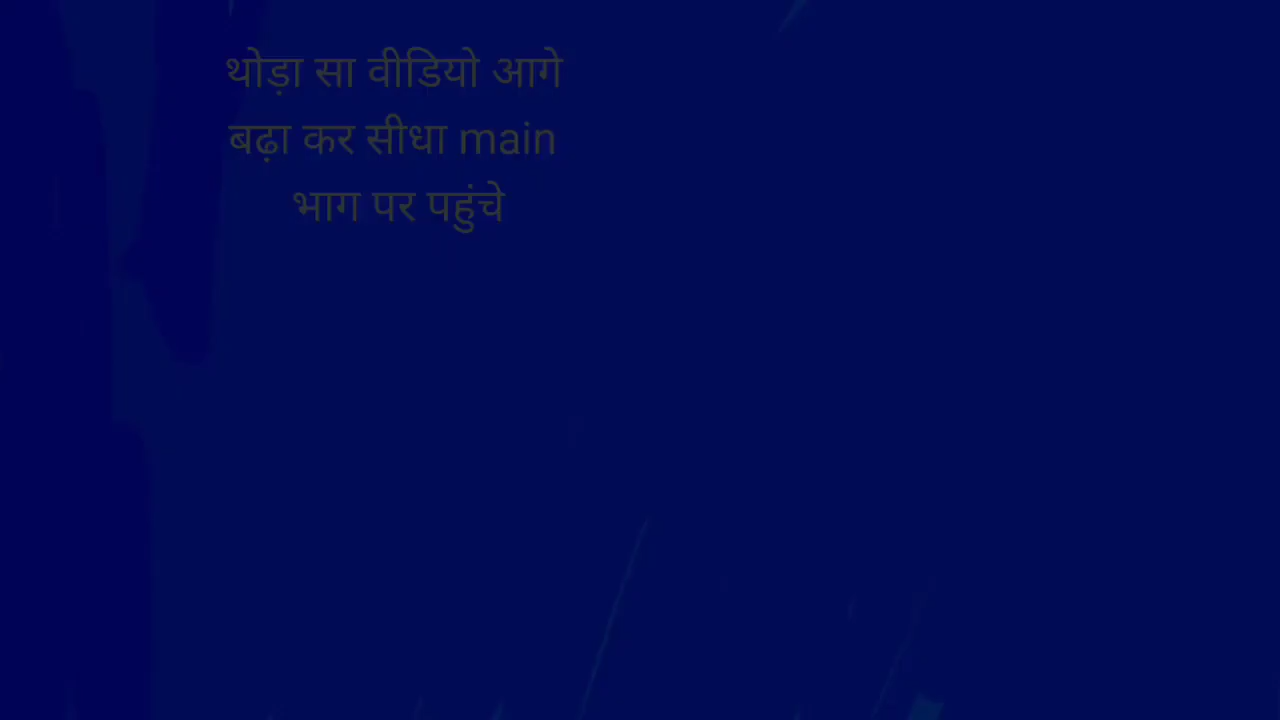 थोड़ा सा वीडियो आगे
बढ़ा कर सीधा main
भाग पर पहुंचे